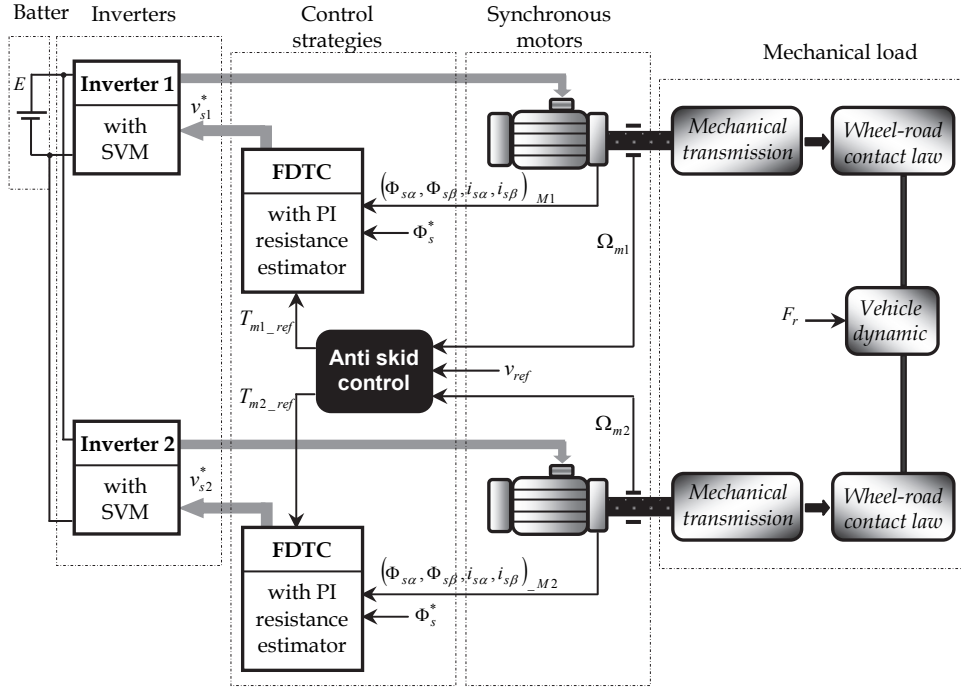 Batter
Inverters
Control
strategies
Synchronous
motors
Mechanical load
E
Inverter 1
with
SVM
v*s1
FDTC
with PI
resistance
estimator
(Φsα, Φsβ, isα, isβ)_M1
Φ*s
Ωm1
Mechanical
transmission
Wheel-road
contact law
Tm1_ref
Anti skid
control
vref
Fr
Vehicle
dynamic
Tm2_ref
Ωm2
Inverter 2
with
SVM
v*s2
FDTC
with PI
resistance
estimator
(Φsα, Φsβ, isα, isβ)_M2
Φ*s
Mechanical
transmission
Wheel-road
contact law